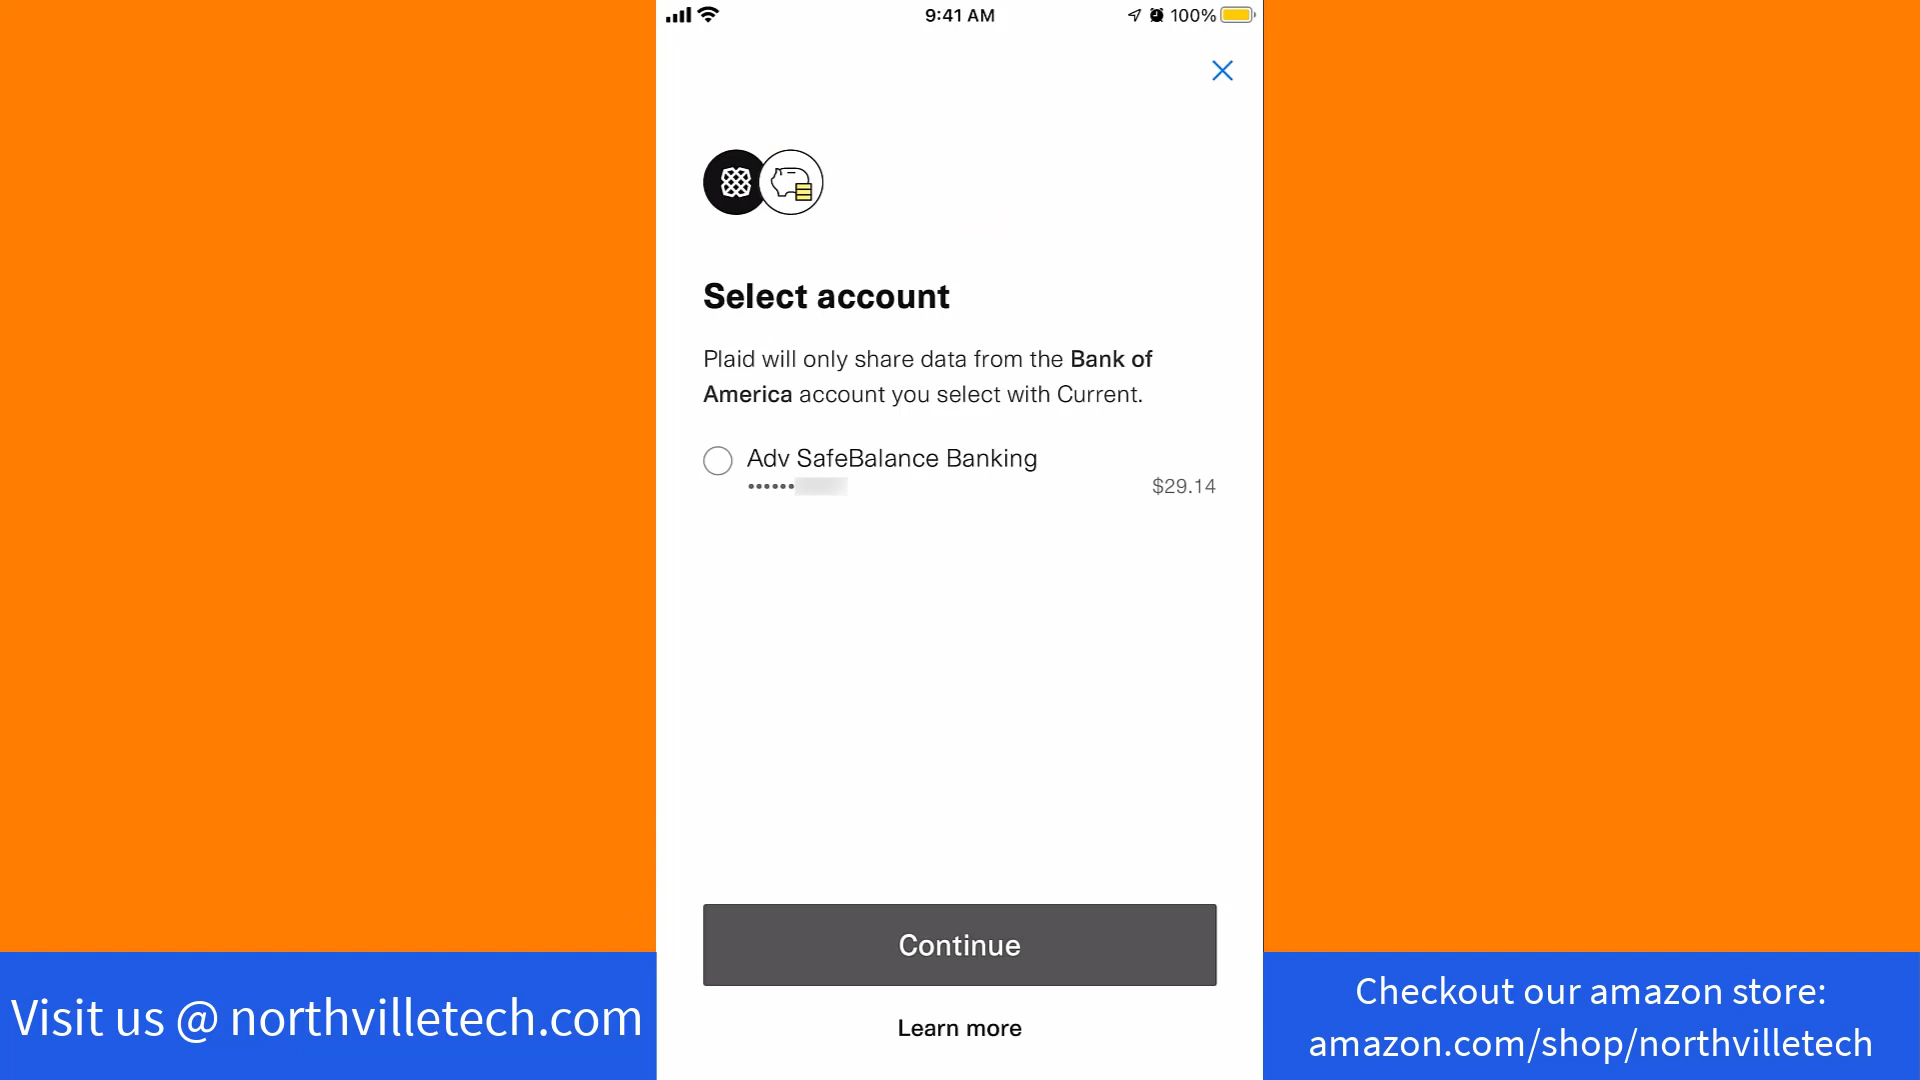 9:41 AM
100%
Select account
Plaid will only share data from the Bank of
America account you select with Current.
Adv SafeBalance Banking
••••••
$29.14
Continue
Learn more
Visit us @ northvilletech.com
Checkout our amazon store:
amazon.com/shop/northvilletech